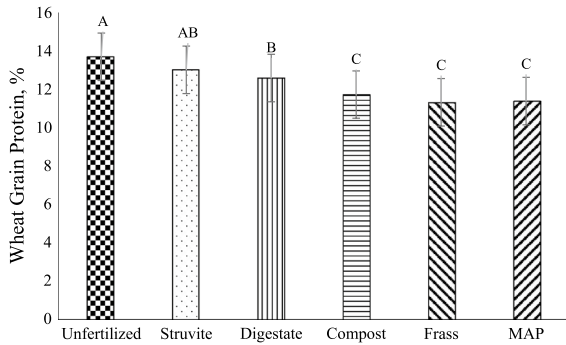 16
14
12
10
8
6
4
2
0
Wheat Grain Protein, %
A
AB
B
C
C
C
Unfertilized Struvite Digestate Compost Frass MAP